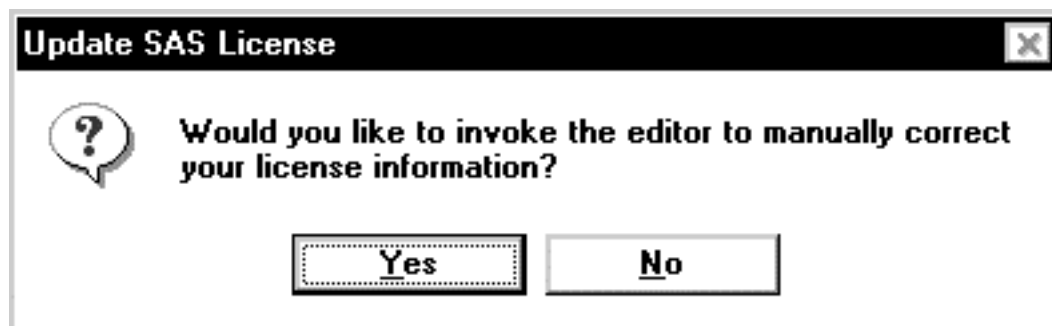 Update SAS License
?
Would you like to invoke the editor to manually correct
your license information?
Yes
No